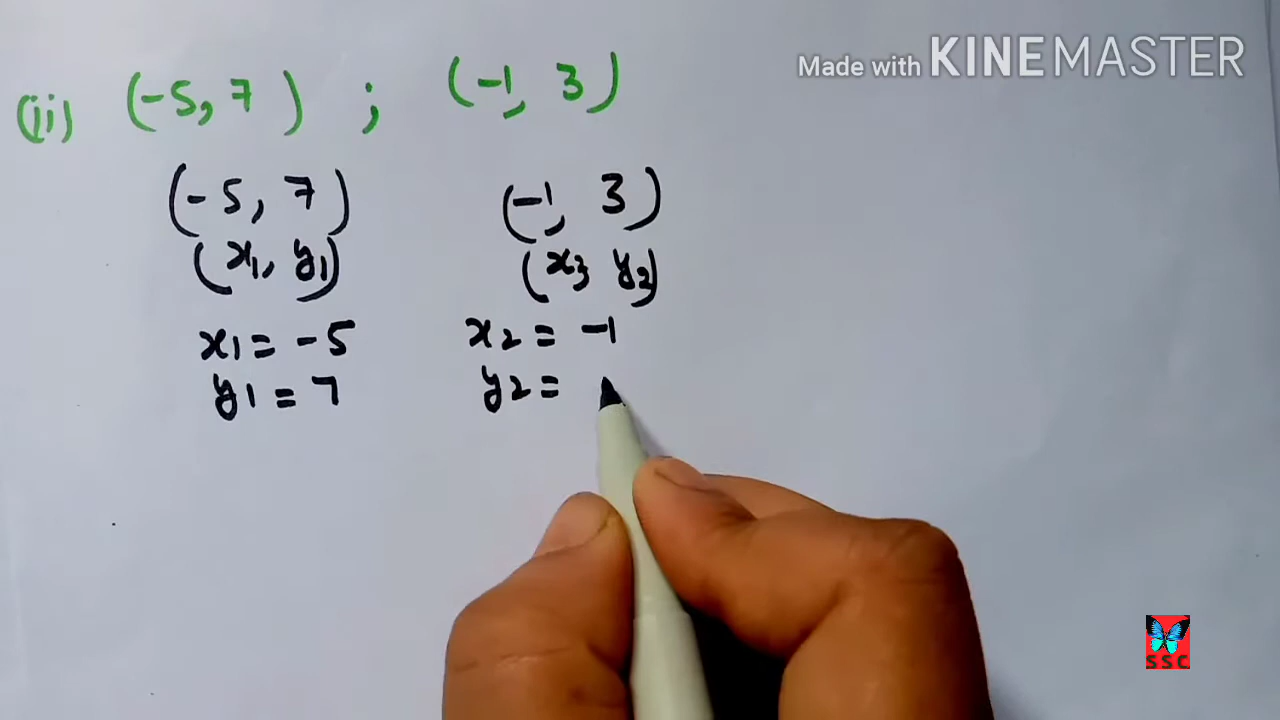 Made with KINEMASTER
(ii) (-5, 7) ; (-1, 3)
(-5, 7) (-1, 3)
(x1, y1) (x2, y2)
x1 = -5 x2 = -1
y1 = 7 y2 =
SSC